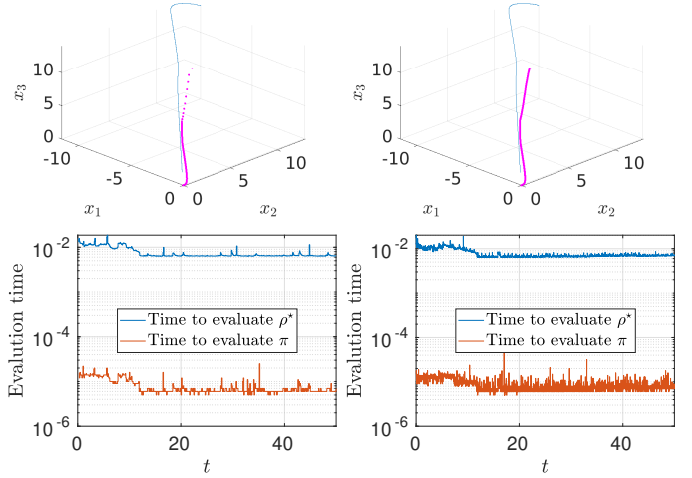 10
5
0
x₃
-10
-5
0
x₁
0
5
10
x₂
10
5
0
x₃
-10
-5
0
x₁
0
5
10
x₂
10⁻²
10⁻⁴
10⁻⁶
Evalution time
Time to evaluate ρ*
Time to evaluate π
0
20
40
t
10⁻²
10⁻⁴
10⁻⁶
Evalution time
Time to evaluate ρ*
Time to evaluate π
0
20
40
t